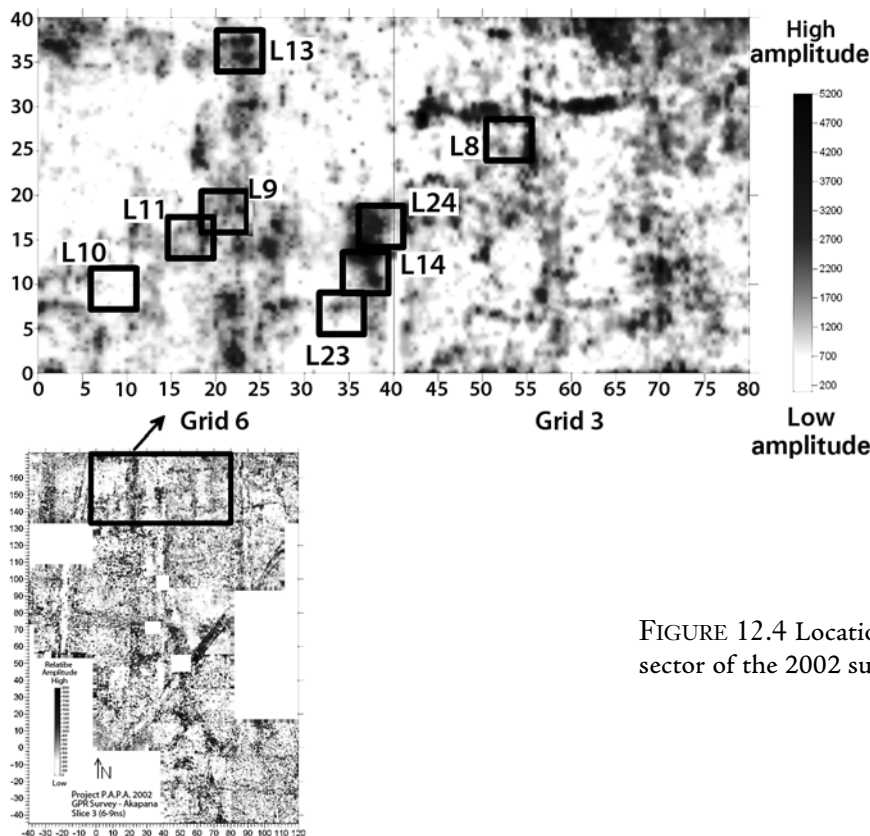 40
35
30
25
20
15
10
5
0
L13
L8
L9
L11
L24
L10
L14
L23
0 5 10 15 20 25 30 35 40 45 50 55 60 65 70 75 80
Grid 6 Grid 3
High
amplitude
5200
4700
4200
3700
3200
2700
2200
1700
1200
700
200
Low
amplitude
160
150
140
130
120
110
100
90
80
70
60
50
40
30
20
10
0
-10
-20
-30
-40
Relatibe
Amplitude
High
Low
N
Project P.A.P.A. 2002
GPR Survey - Akapana
Slice 3 (6-9ns)
-40 -30 -20 -10 0 10 20 30 40 50 60 70 80 90 100 110 120
FIGURE 12.4 Locatio
sector of the 2002 su